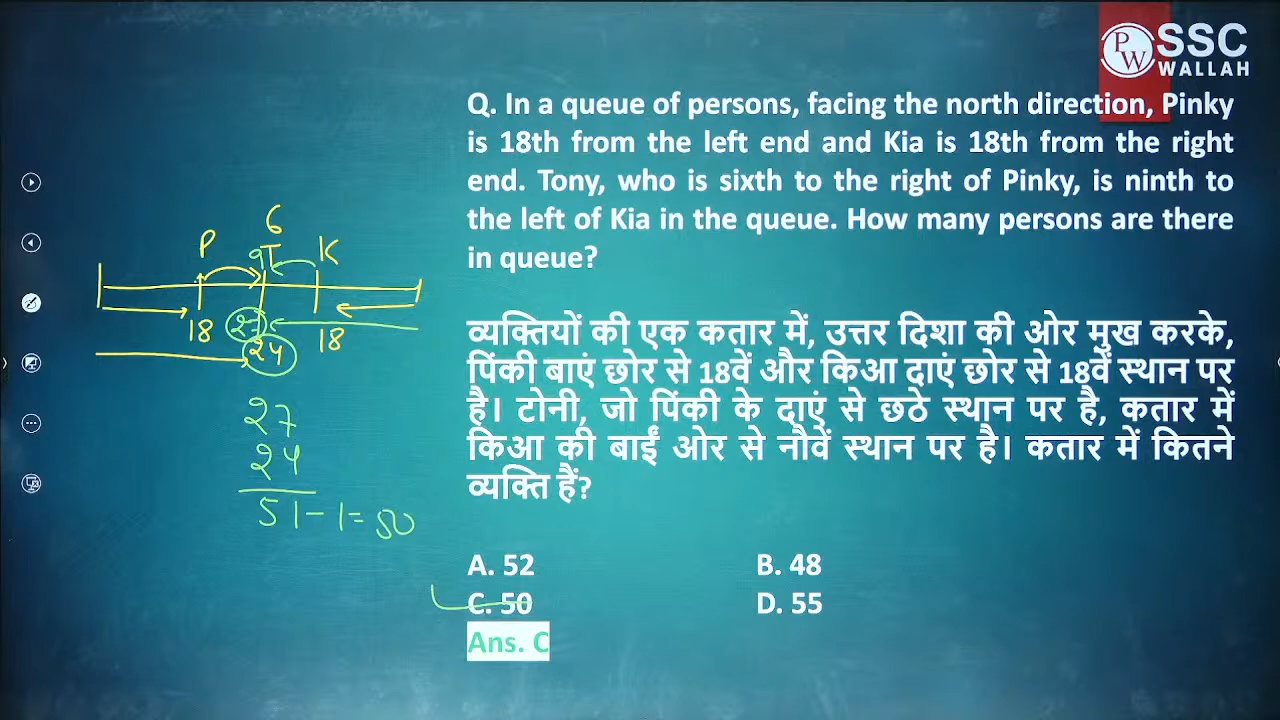 PW SSC
WALLAH
Q. In a queue of persons, facing the north direction, Pinky
is 18th from the left end and Kia is 18th from the right
end. Tony, who is sixth to the right of Pinky, is ninth to
the left of Kia in the queue. How many persons are there
in queue?
व्यक्तियों की एक कतार में, उत्तर दिशा की ओर मुख करके,
पिंकी बाएं छोर से 18वें और किआ दाएं छोर से 18वें स्थान पर
है। टोनी, जो पिंकी के दाएं से छठे स्थान पर है, कतार में
किआ की बाईं ओर से नौवें स्थान पर है। कतार में कितने
व्यक्ति हैं?
A. 52 B. 48
C. 50 D. 55
Ans. C
6
P 9 T K
18 27 18
24
27
24
51-1=50